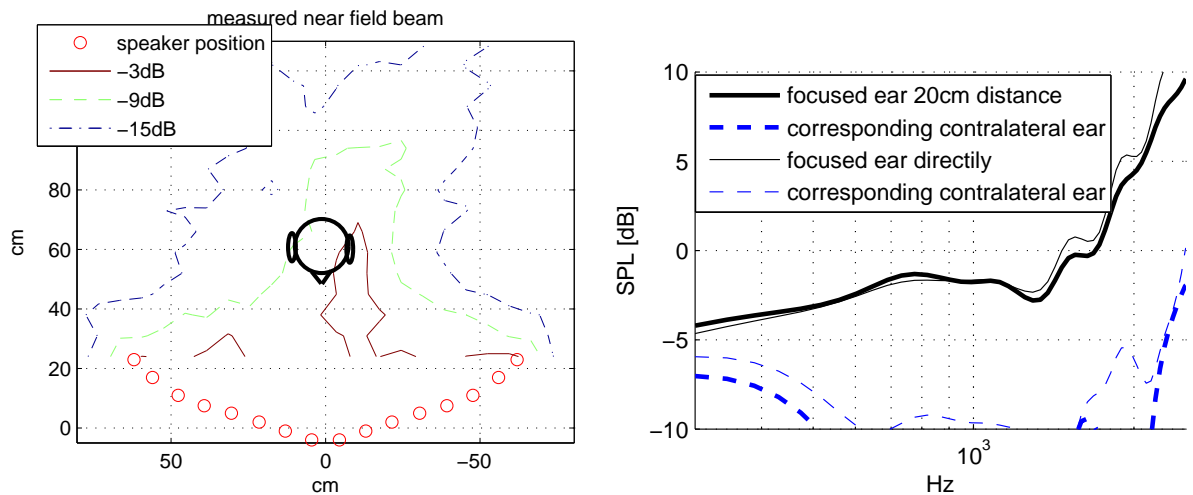 measured near field beam
speaker position
−3dB
−9dB
−15dB
cm
80
60
40
20
0
50
0
−50
cm
focused ear 20cm distance
corresponding contralateral ear
focused ear directily
corresponding contralateral ear
SPL [dB]
10
5
0
−5
−10
10³
Hz